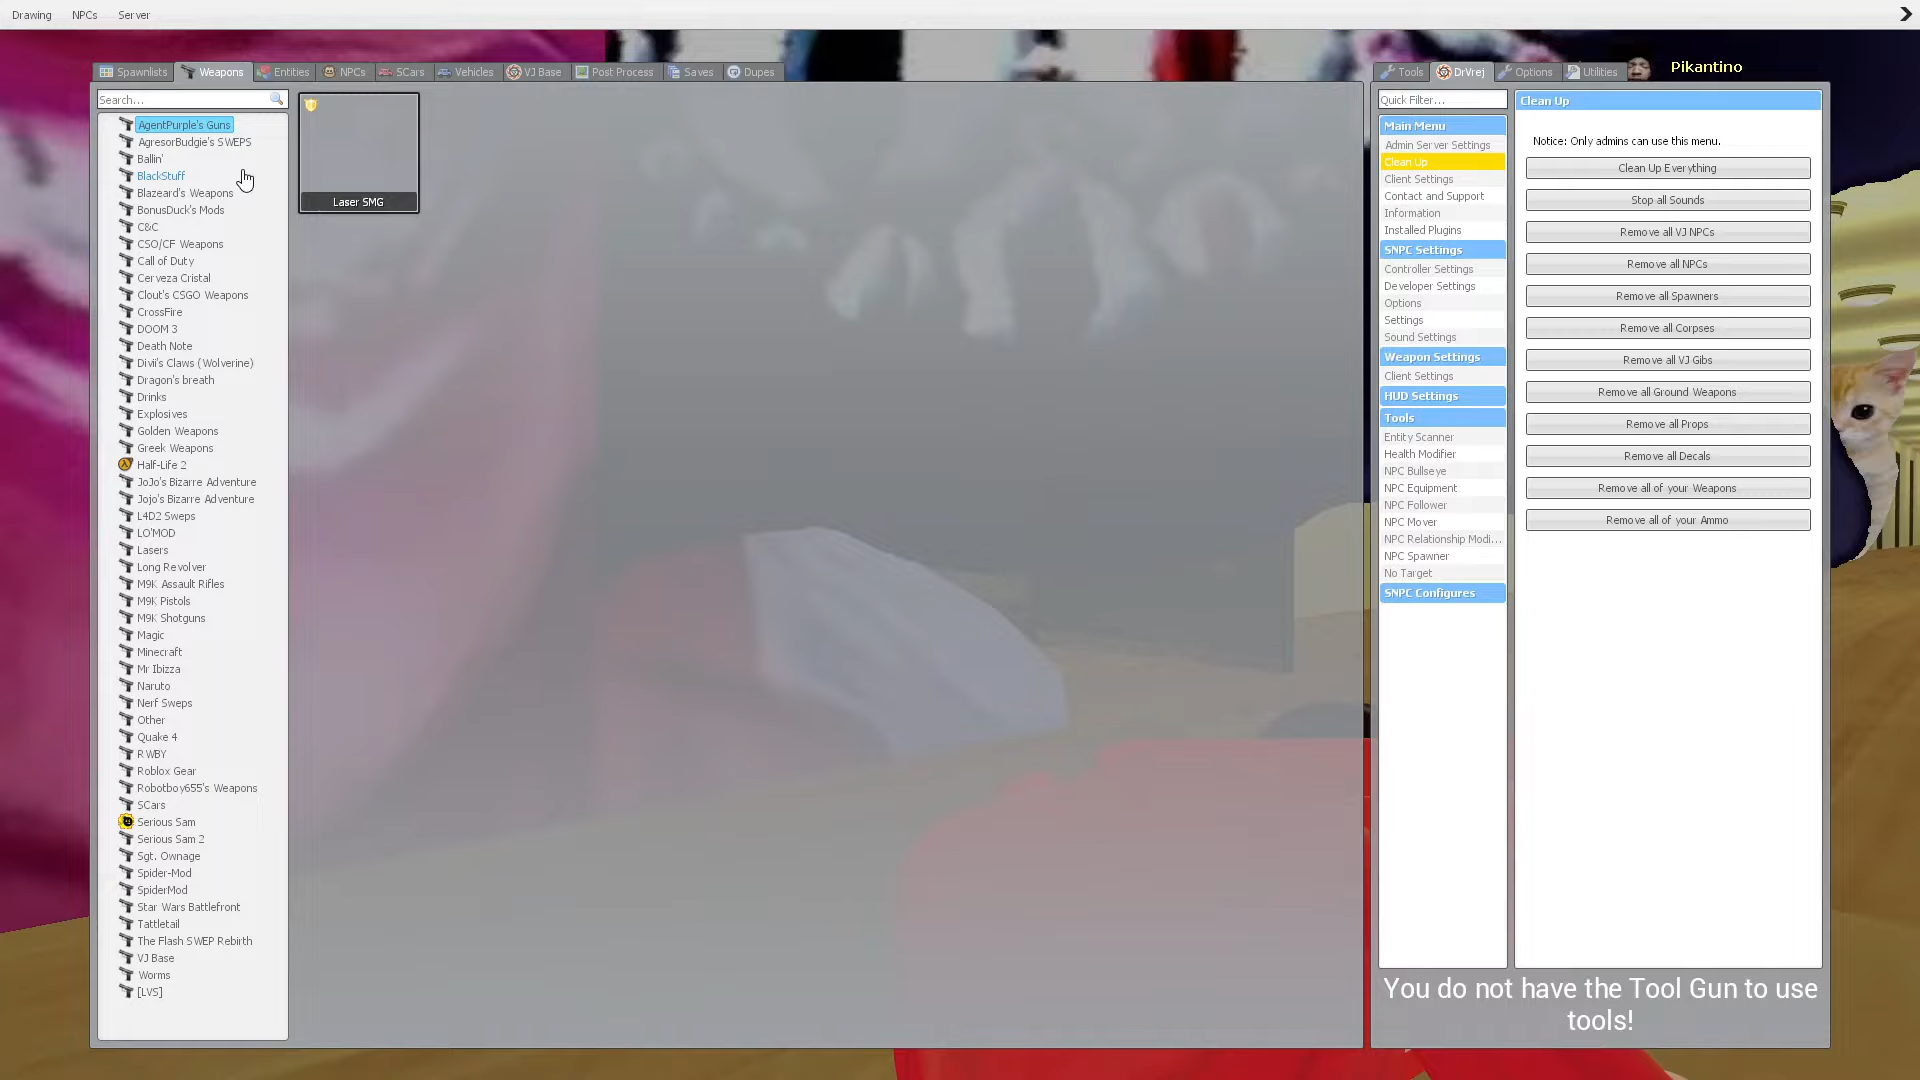 Drawing NPCs Server
Spawnlists Weapons Entities NPCs SCars Vehicles VJ Base Post Process Saves Dupes
Search...
AgentPurple's Guns
AgresorBudgie's SWEPS
Ballin'
BlackStuff
Blazeard's Weapons
BonusDuck's Mods
C&C
CSO/CF Weapons
Call of Duty
Cerveza Cristal
Clout's CSGO Weapons
CrossFire
DOOM 3
Death Note
Divii's Claws (Wolverine)
Dragon's breath
Drinks
Explosives
Golden Weapons
Greek Weapons
Half-Life 2
JoJo's Bizarre Adventure
Jojo's Bizarre Adventure
L4D2 Sweps
LO'MOD
Lasers
Long Revolver
M9K Assault Rifles
M9K Pistols
M9K Shotguns
Magic
Minecraft
Mr Ibizza
Naruto
Nerf Sweps
Other
Quake 4
RWBY
Roblox Gear
Robotboy655's Weapons
SCars
Serious Sam
Serious Sam 2
Sgt. Ownage
Spider-Mod
SpiderMod
Star Wars Battlefront
Tattletail
The Flash SWEP Rebirth
VJ Base
Worms
[LVS]
Laser SMG
Tools DrVrej Options Utilities
Pikantino
Quick Filter...
Main Menu
Admin Server Settings
Clean Up
Client Settings
Contact and Support
Information
Installed Plugins
SNPC Settings
Controller Settings
Developer Settings
Options
Settings
Sound Settings
Weapon Settings
Client Settings
HUD Settings
Tools
Entity Scanner
Health Modifier
NPC Bullseye
NPC Equipment
NPC Follower
NPC Mover
NPC Relationship Modi...
NPC Spawner
No Target
SNPC Configures
Clean Up
Notice: Only admins can use this menu.
Clean Up Everything
Stop all Sounds
Remove all VJ NPCs
Remove all NPCs
Remove all Spawners
Remove all Corpses
Remove all VJ Gibs
Remove all Ground Weapons
Remove all Props
Remove all Decals
Remove all of your Weapons
Remove all of your Ammo
You do not have the Tool Gun to use
tools!